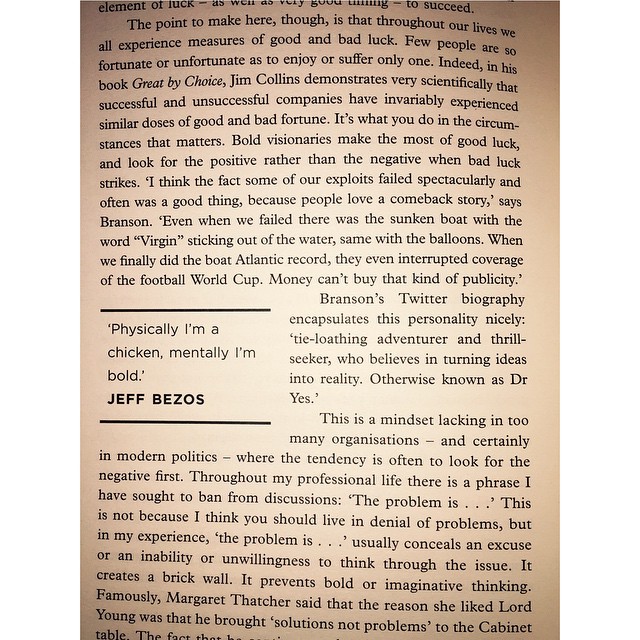 element of luck – as well as very good timing – to succeed.
The point to make here, though, is that throughout our lives we
all experience measures of good and bad luck. Few people are so
fortunate or unfortunate as to enjoy or suffer only one. Indeed, in his
book Great by Choice, Jim Collins demonstrates very scientifically that
successful and unsuccessful companies have invariably experienced
similar doses of good and bad fortune. It's what you do in the circum-
stances that matters. Bold visionaries make the most of good luck,
and look for the positive rather than the negative when bad luck
strikes. 'I think the fact some of our exploits failed spectacularly and
often was a good thing, because people love a comeback story,' says
Branson. 'Even when we failed there was the sunken boat with the
word “Virgin” sticking out of the water, same with the balloons. When
we finally did the boat Atlantic record, they even interrupted coverage
of the football World Cup. Money can't buy that kind of publicity.'
Branson's Twitter biography
encapsulates this personality nicely:
'tie-loathing adventurer and thrill-
seeker, who believes in turning ideas
into reality. Otherwise known as Dr
Yes.'
'Physically I'm a
chicken, mentally I'm
bold.'
JEFF BEZOS
This is a mindset lacking in too
many organisations – and certainly
in modern politics – where the tendency is often to look for the
negative first. Throughout my professional life there is a phrase I
have sought to ban from discussions: 'The problem is . . .' This
is not because I think you should live in denial of problems, but
in my experience, 'the problem is . . .' usually conceals an excuse
or an inability or unwillingness to think through the issue. It
creates a brick wall. It prevents bold or imaginative thinking.
Famously, Margaret Thatcher said that the reason she liked Lord
Young was that he brought 'solutions not problems' to the Cabinet
table. The fact that he